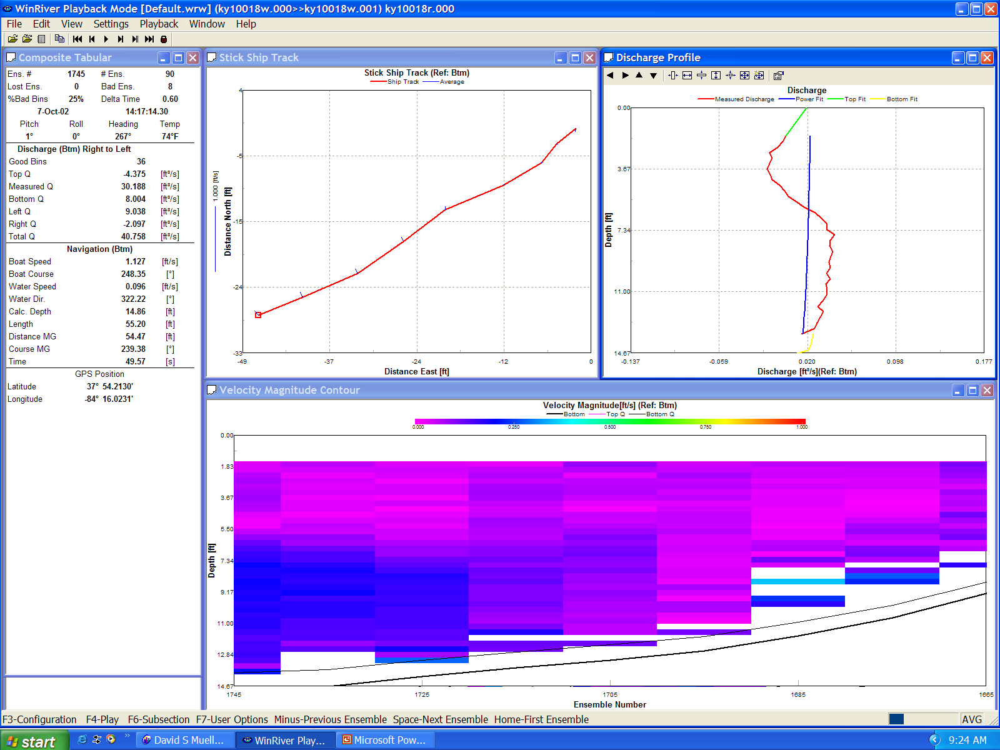 WinRiver Playback Mode [Default.wrw] (ky10018w.000>>ky10018w.001) ky10018r.000
File Edit View Settings Playback Window Help
Composite Tabular
Ens. # 1745 # Ens. 90
Lost Ens. 0 Bad Ens. 8
%Bad Bins 25% Delta Time 0.60
7-Oct-02 14:17:14.30
Pitch Roll Heading Temp
1° 0° 267° 74°F
Discharge (Btm) Right to Left
Good Bins 36
Top Q -4.375 [ft³/s]
Measured Q 30.188 [ft³/s]
Bottom Q 8.004 [ft³/s]
Left Q 9.038 [ft³/s]
Right Q -2.097 [ft³/s]
Total Q 40.758 [ft³/s]
Navigation (Btm)
Boat Speed 1.127 [ft/s]
Boat Course 248.35 [°]
Water Speed 0.096 [ft/s]
Water Dir. 322.22 [°]
Calc. Depth 14.86 [ft]
Length 55.20 [ft]
Distance MG 54.47 [ft]
Course MG 239.38 [°]
Time 49.57 [s]
GPS Position
Latitude 37° 54.2130'
Longitude -84° 16.0231'
Stick Ship Track
Stick Ship Track (Ref: Btm)
Ship Track Average
4
-5
-15
-24
-33
1.000 [ft/s]
Distance North [ft]
-49 -37 -24 -12 0
Distance East [ft]
Discharge Profile
Discharge
Measured Discharge Power Fit Top Fit Bottom Fit
0.00
3.67
7.34
11.00
14.67
Depth [ft]
-0.137 -0.059 0.020 0.098 0.177
Discharge [ft³/s](Ref: Btm)
Velocity Magnitude Contour
Velocity Magnitude[ft/s] (Ref: Btm)
Bottom Top Q Bottom Q
0.000 0.250 0.500 0.750 1.000
0.00
1.83
3.67
5.50
7.34
9.17
11.00
12.84
14.67
Depth [ft]
1745 1725 1705 1685 1665
Ensemble Number
F3-Configuration F4-Play F6-Subsection F7-User Options Minus-Previous Ensemble Space-Next Ensemble Home-First Ensemble AVG
start David S Muell... WinRiver Play... Microsoft Pow... 9:24 AM